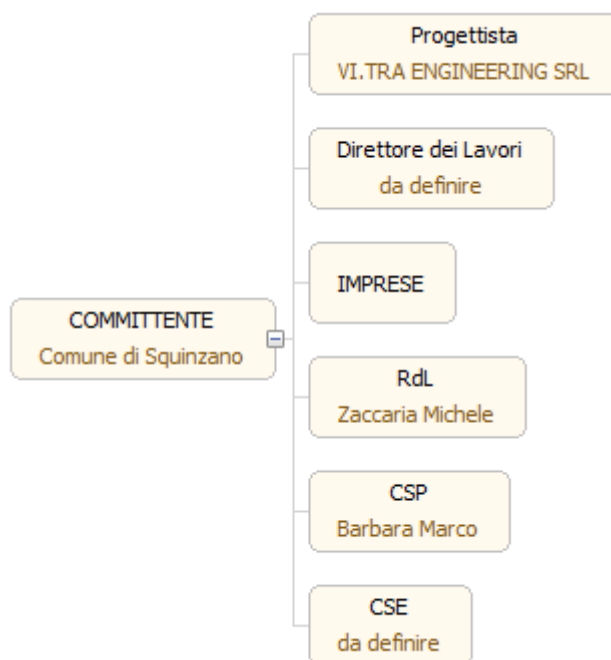 Progettista
VI.TRA ENGINEERING SRL
Direttore dei Lavori
da definire
IMPRESE
COMMITTENTE
Comune di Squinzano
RdL
Zaccaria Michele
CSP
Barbara Marco
CSE
da definire